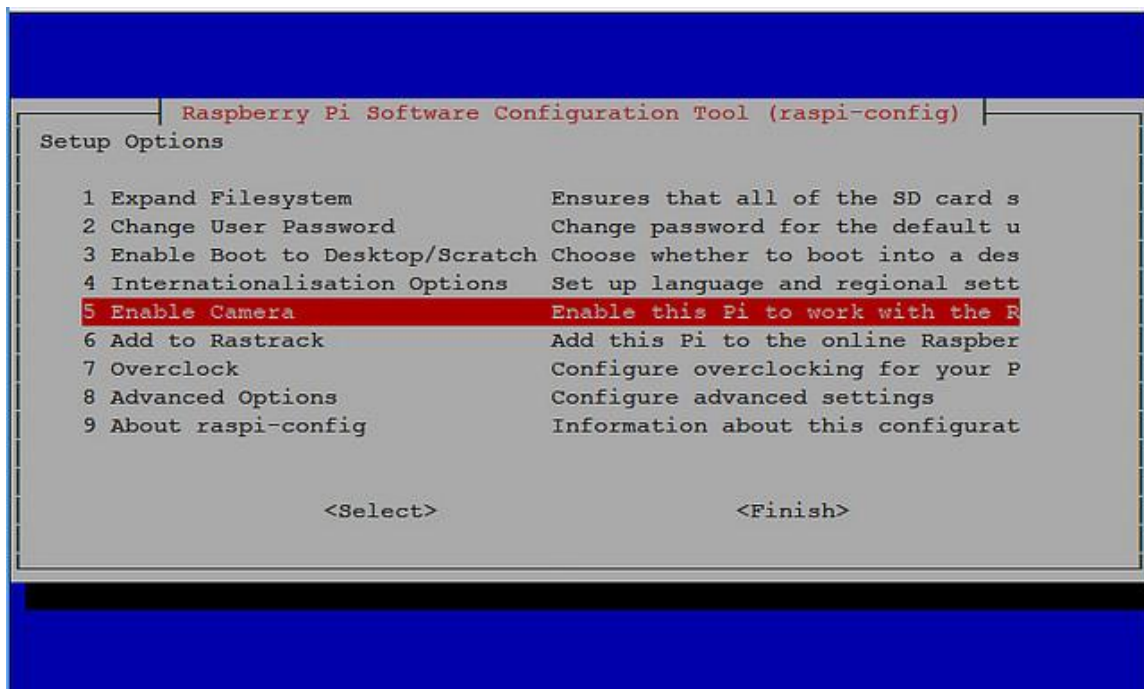 Raspberry Pi Software Configuration Tool (raspi-config)
Setup Options
1 Expand Filesystem Ensures that all of the SD card s
2 Change User Password Change password for the default u
3 Enable Boot to Desktop/Scratch Choose whether to boot into a des
4 Internationalisation Options Set up language and regional sett
5 Enable Camera Enable this Pi to work with the R
6 Add to Rastrack Add this Pi to the online Raspber
7 Overclock Configure overclocking for your P
8 Advanced Options Configure advanced settings
9 About raspi-config Information about this configurat
<Select> <Finish>